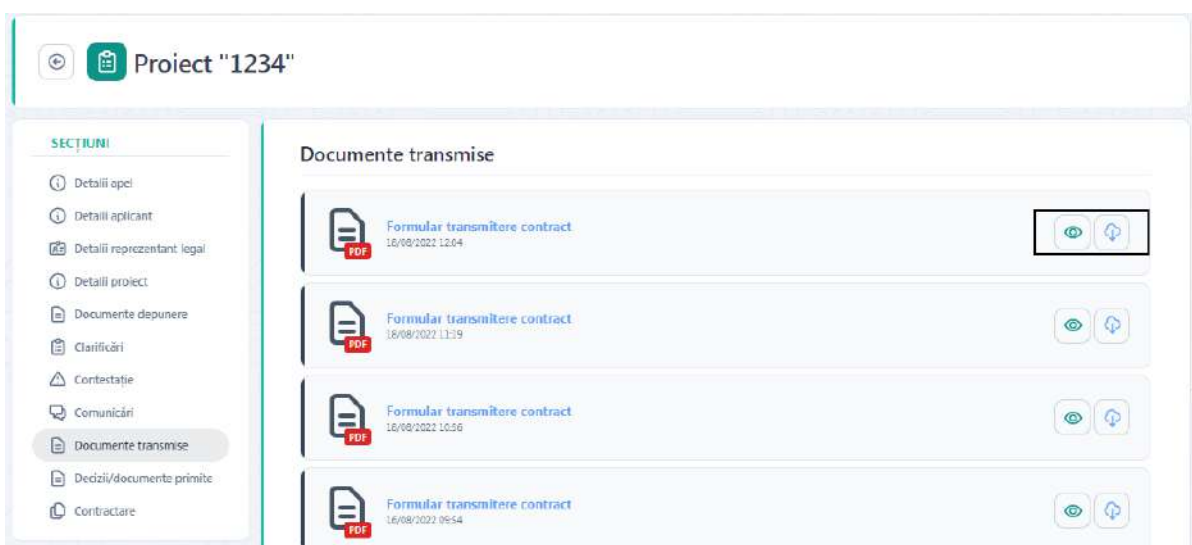 Proiect "1234"
SECȚIUNI
Detalii apel
Detalii aplicant
Detalii reprezentant legal
Detalii proiect
Documente depunere
Clarificări
Contestație
Comunicări
Documente transmise
Decizii/documente primite
Contractare
Documente transmise
Formular transmitere contract
18/08/2022 12:04
PDF
Formular transmitere contract
18/08/2022 11:19
PDF
Formular transmitere contract
18/08/2022 10:56
PDF
Formular transmitere contract
16/08/2022 09:54
PDF